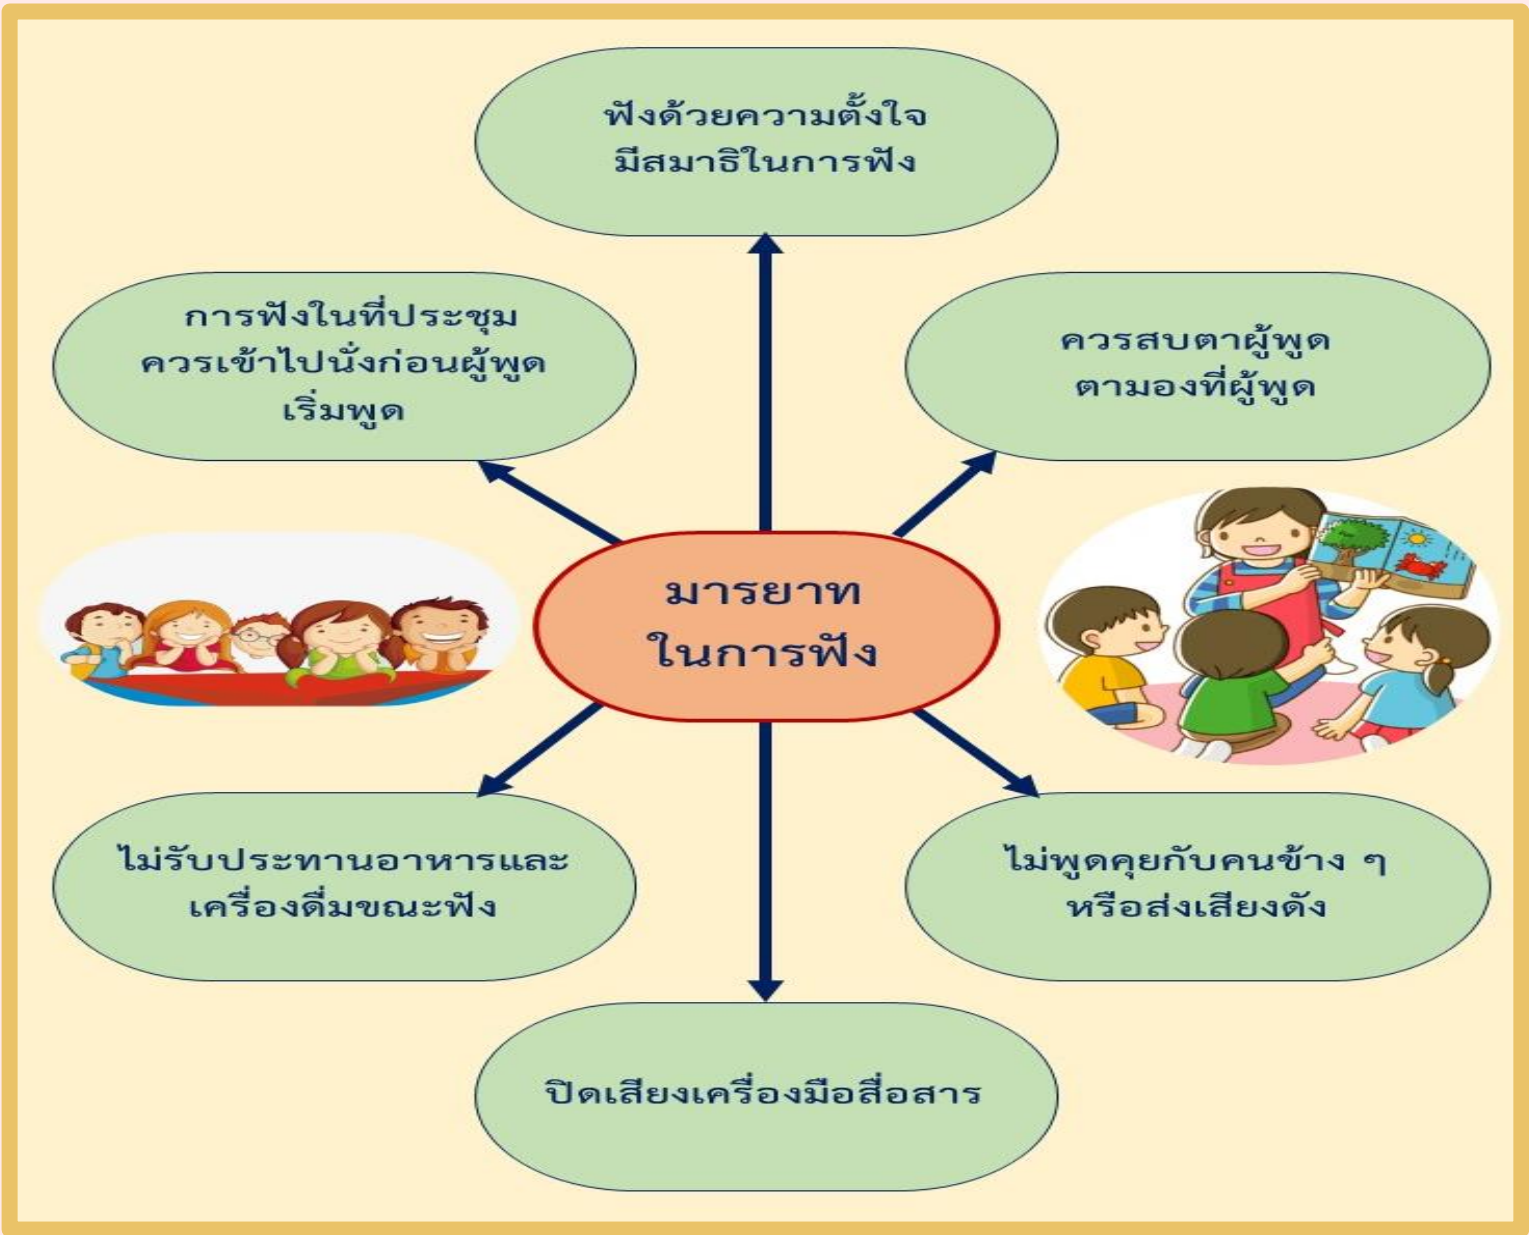 ฟังด้วยความตั้งใจ
มีสมาธิในการฟัง
การฟังในที่ประชุม
ควรเข้าไปนั่งก่อนผู้พูด
เริ่มพูด
ควรสบตาผู้พูด
ตามองที่ผู้พูด
มารยาท
ในการฟัง
ไม่รับประทานอาหารและ
เครื่องดื่มขณะฟัง
ไม่พูดคุยกับคนข้าง ๆ
หรือส่งเสียงดัง
ปิดเสียงเครื่องมือสื่อสาร